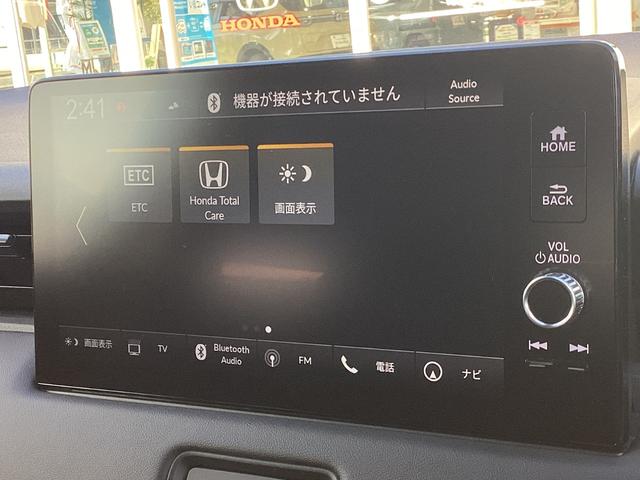 HONDA
2:41
機器が接続されていません
Audio
Source
HOME
BACK
ETC
ETC
Honda Total
Care
画面表示
VOL
AUDIO
画面表示
TV
Bluetooth
Audio
FM
電話
ナビ